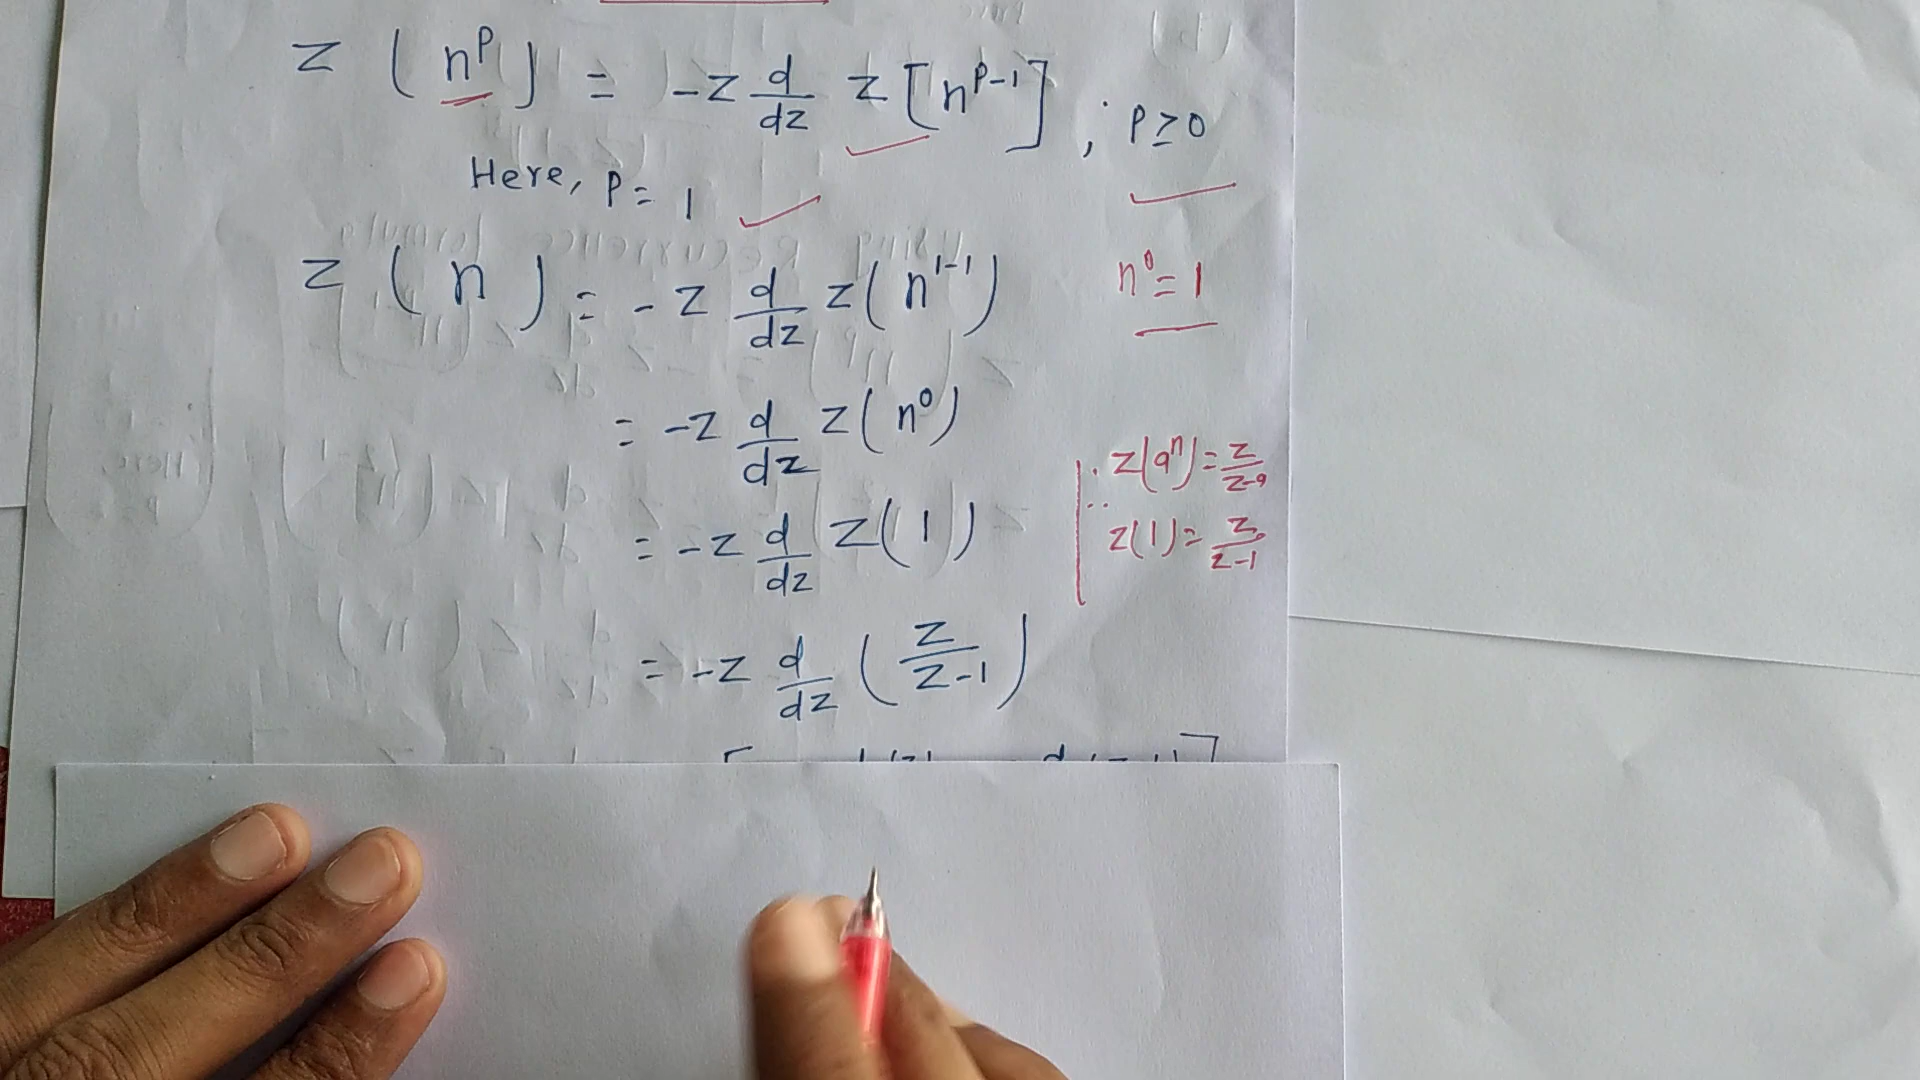 z (n^p) = -z d/dz z[n^(p-1)] ; p ≥ 0
Here, p = 1
z (n) = -z d/dz z(n^(1-1))
n^0 = 1
= -z d/dz z(n^0)
= -z d/dz z(1)
∵ z(a^n) = z/(z-a)
z(1) = z/(z-1)
= -z d/dz (z/(z-1))